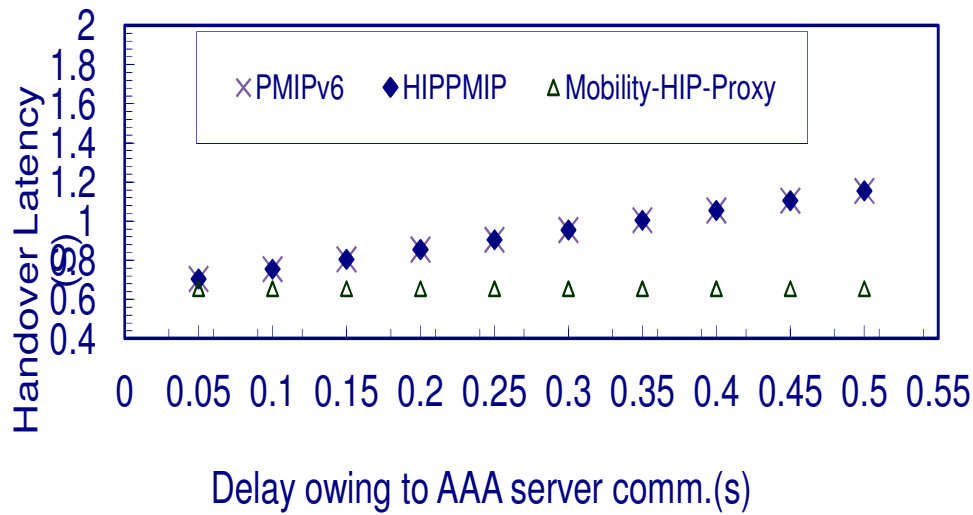 2
1.8
1.6
1.4
1.2
1
0.8
0.6
0.4
PMIPv6 HIPPMIP Mobility-HIP-Proxy
Handover Latency
(S)
0 0.05 0.1 0.15 0.2 0.25 0.3 0.35 0.4 0.45 0.5 0.55
Delay owing to AAA server comm.(s)